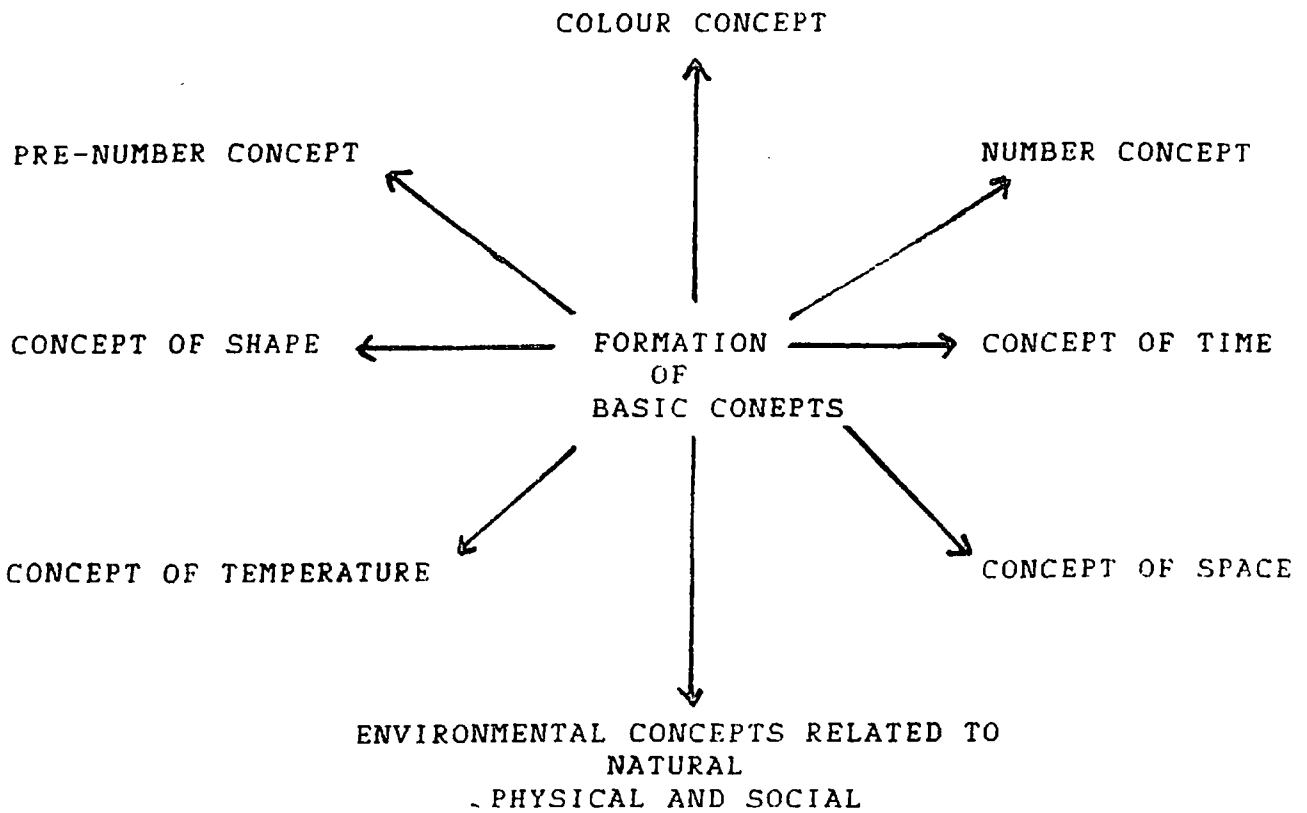 COLOUR CONCEPT
PRE-NUMBER CONCEPT
NUMBER CONCEPT
CONCEPT OF SHAPE
FORMATION
OF
BASIC CONEPTS
CONCEPT OF TIME
CONCEPT OF TEMPERATURE
CONCEPT OF SPACE
ENVIRONMENTAL CONCEPTS RELATED TO
NATURAL
PHYSICAL AND SOCIAL